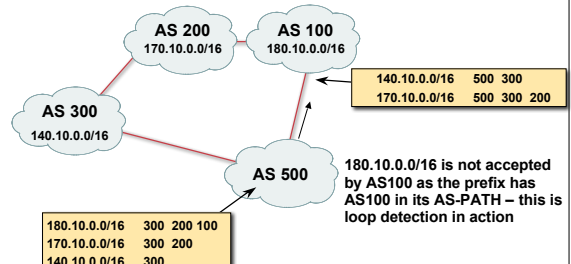 AS 200
170.10.0.0/16
AS 100
180.10.0.0/16
140.10.0.0/16 500 300
170.10.0.0/16 500 300 200
AS 300
140.10.0.0/16
AS 500
180.10.0.0/16 is not accepted
by AS100 as the prefix has
AS100 in its AS-PATH – this is
loop detection in action
180.10.0.0/16 300 200 100
170.10.0.0/16 300 200
140.10.0.0/16 300